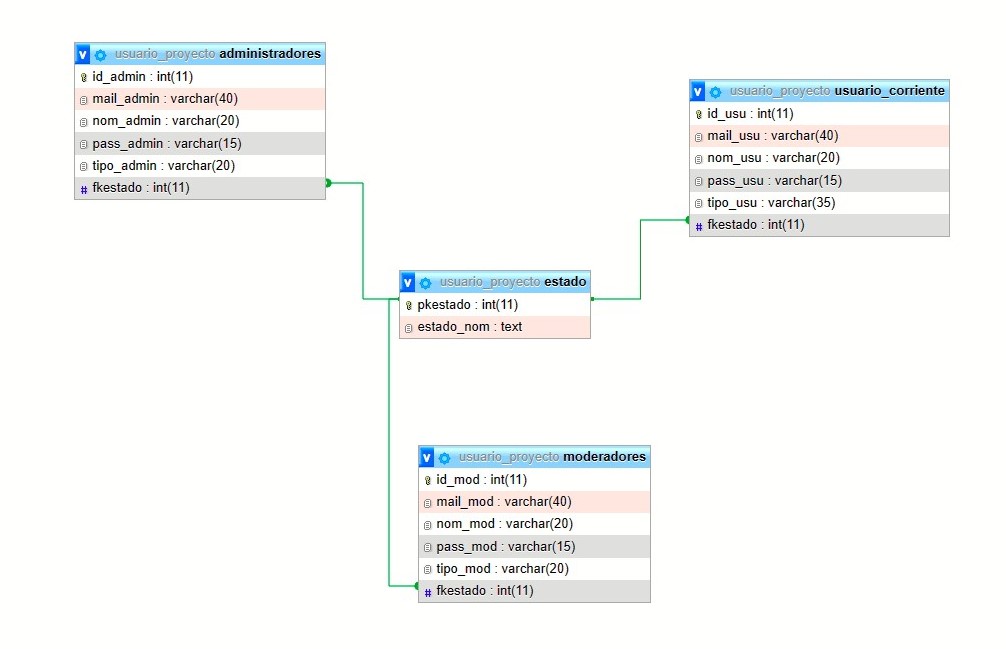 v usuario_proyecto administradores
id_admin : int(11)
mail_admin : varchar(40)
nom_admin : varchar(20)
pass_admin : varchar(15)
tipo_admin : varchar(20)
# fkestado : int(11)
v usuario_proyecto usuario_corriente
id_usu : int(11)
mail_usu : varchar(40)
nom_usu : varchar(20)
pass_usu : varchar(15)
tipo_usu : varchar(35)
# fkestado : int(11)
v usuario_proyecto estado
pkestado : int(11)
estado_nom : text
v usuario_proyecto moderadores
id_mod : int(11)
mail_mod : varchar(40)
nom_mod : varchar(20)
pass_mod : varchar(15)
tipo_mod : varchar(20)
# fkestado : int(11)